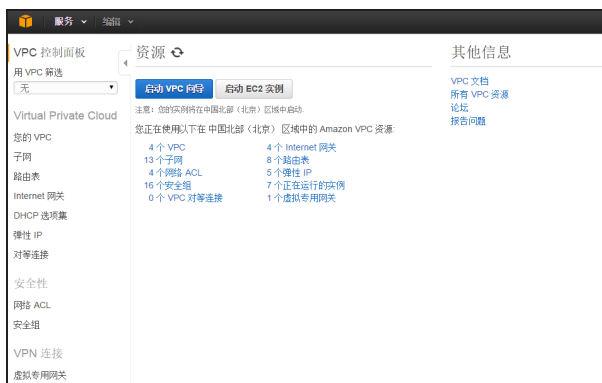 服务 编辑
VPC 控制面板
用 VPC 筛选
无
Virtual Private Cloud
您的 VPC
子网
路由表
Internet 网关
DHCP 选项集
弹性 IP
对等连接
安全性
网络 ACL
安全组
VPN 连接
虚拟专用网关
资源
启动 VPC 向导 启动 EC2 实例
注意：您的实例将在中国北部（北京）区域中启动.
您正在使用以下在 中国北部（北京） 区域中的 Amazon VPC 资源:
4 个 VPC 4 个 Internet 网关
13 个子网 8 个路由表
4 个网络 ACL 5 个弹性 IP
16 个安全组 7 个正在运行的实例
0 个 VPC 对等连接 1 个虚拟专用网关
其他信息
VPC 文档
所有 VPC 资源
论坛
报告问题